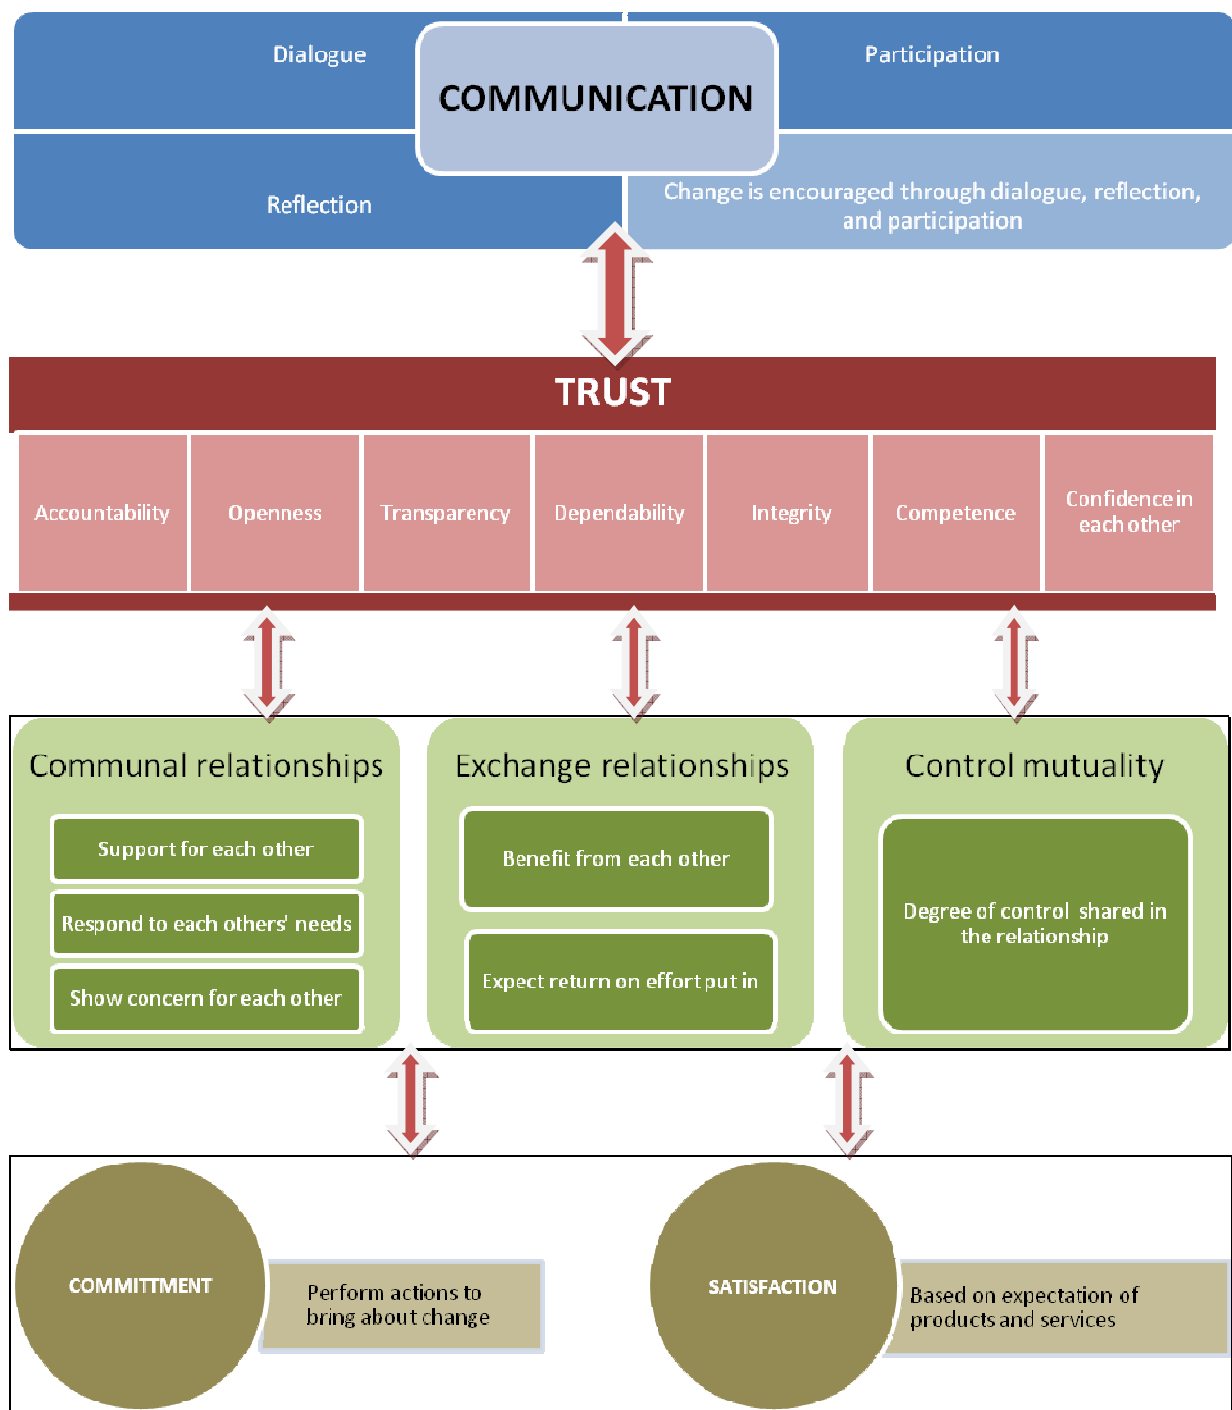 Dialogue
Participation
COMMUNICATION
Reflection
Change is encouraged through dialogue, reflection,
and participation
TRUST
Accountability
Openness
Transparency
Dependability
Integrity
Competence
Confidence in
each other
Communal relationships
Support for each other
Respond to each others' needs
Show concern for each other
Exchange relationships
Benefit from each other
Expect return on effort put in
Control mutuality
Degree of control shared in
the relationship
COMMITTMENT
Perform actions to
bring about change
SATISFACTION
Based on expectation of
products and services